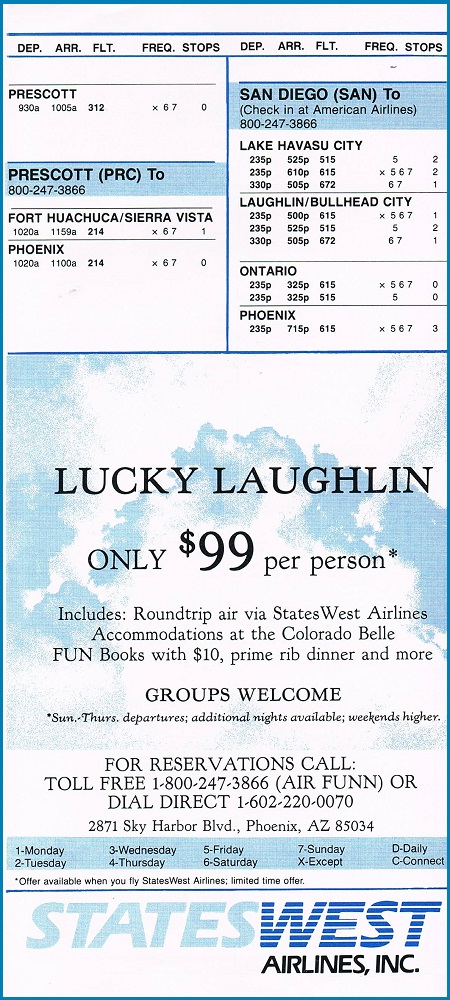 DEP. ARR. FLT. FREQ. STOPS
PRESCOTT
930a 1005a 312 × 6 7 0
PRESCOTT (PRC) To
800-247-3866
FORT HUACHUCA/SIERRA VISTA
1020a 1159a 214 × 6 7 1
PHOENIX
1020a 1100a 214 × 6 7 0
DEP. ARR. FLT. FREQ. STOPS
SAN DIEGO (SAN) To
(Check in at American Airlines)
800-247-3866
LAKE HAVASU CITY
235p 525p 515 5 2
235p 610p 615 × 5 6 7 2
330p 505p 672 6 7 1
LAUGHLIN/BULLHEAD CITY
235p 500p 615 × 5 6 7 1
235p 525p 515 5 2
330p 505p 672 6 7 1
ONTARIO
235p 325p 615 × 5 6 7 0
235p 325p 515 5 0
PHOENIX
235p 715p 615 × 5 6 7 3
LUCKY LAUGHLIN
ONLY $99 per person*
Includes: Roundtrip air via StatesWest Airlines
Accommodations at the Colorado Belle
FUN Books with $10, prime rib dinner and more
GROUPS WELCOME
*Sun.-Thurs. departures; additional nights available; weekends higher.
FOR RESERVATIONS CALL:
TOLL FREE 1-800-247-3866 (AIR FUNN) OR
DIAL DIRECT 1-602-220-0070
2871 Sky Harbor Blvd., Phoenix, AZ 85034
1-Monday 3-Wednesday 5-Friday 7-Sunday D-Daily
2-Tuesday 4-Thursday 6-Saturday X-Except C-Connect
*Offer available when you fly StatesWest Airlines; limited time offer.
STATESWEST
AIRLINES, INC.